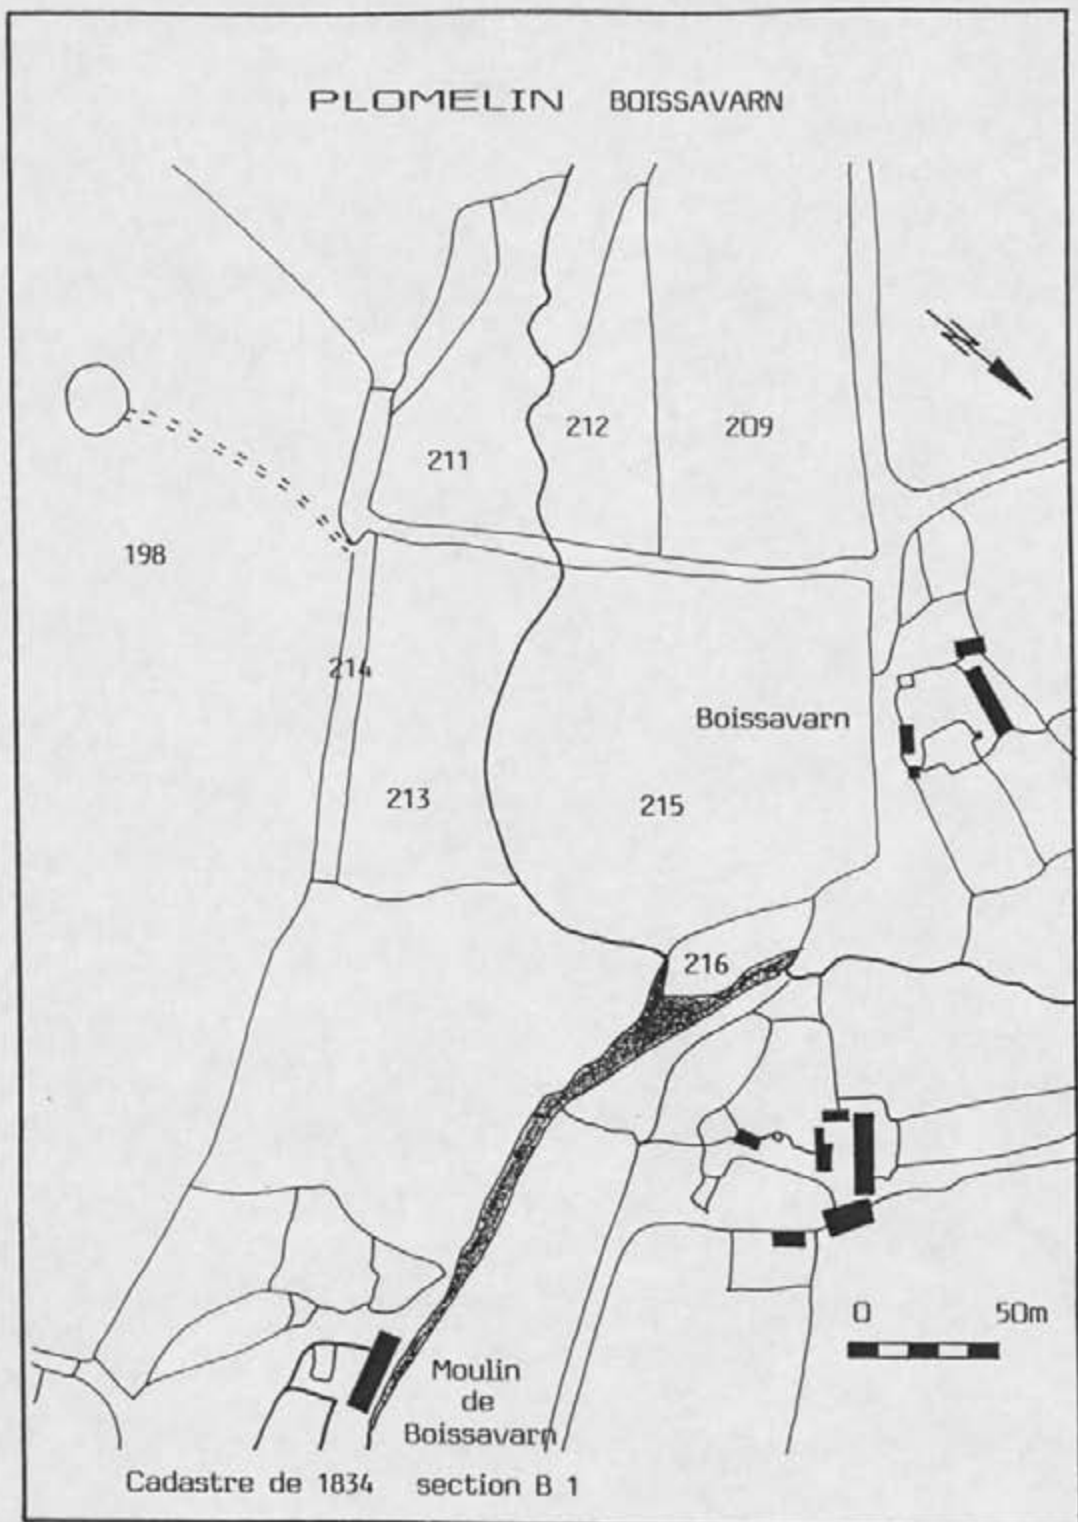 PLOMELIN BOISSAVARN
N
212
209
211
198
214
Boissavarn
213
215
216
0 50m
Moulin
de
Boissavarn
Cadastre de 1834 section B 1